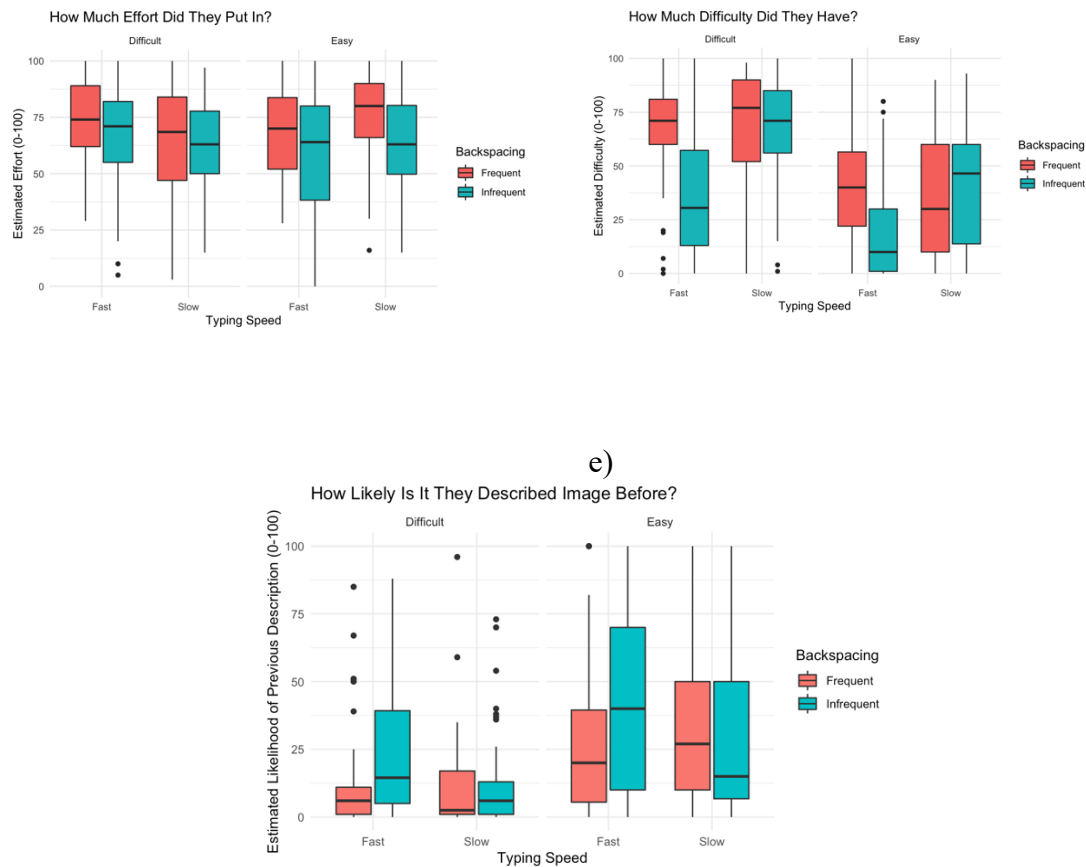 How Much Effort Did They Put In?
Difficult
Easy
100
75
50
25
0
Estimated Effort (0-100)
Fast
Slow
Fast
Slow
Typing Speed
Backspacing
Frequent
Infrequent
How Much Difficulty Did They Have?
Difficult
Easy
100
75
50
25
0
Estimated Difficulty (0-100)
Fast
Slow
Fast
Slow
Typing Speed
Backspacing
Frequent
Infrequent
e)
How Likely Is It They Described Image Before?
Difficult
Easy
100
75
50
25
0
Estimated Likelihood of Previous Description (0-100)
Fast
Slow
Fast
Slow
Typing Speed
Backspacing
Frequent
Infrequent